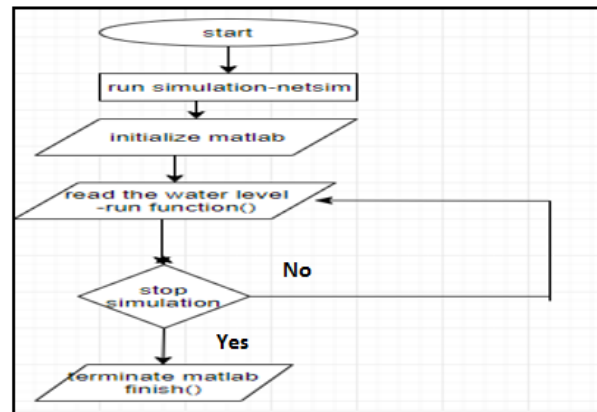 start
run simulation-netsim
initialize matlab
read the water level
-run function()
No
stop
simulation
Yes
terminate matlab
finish()